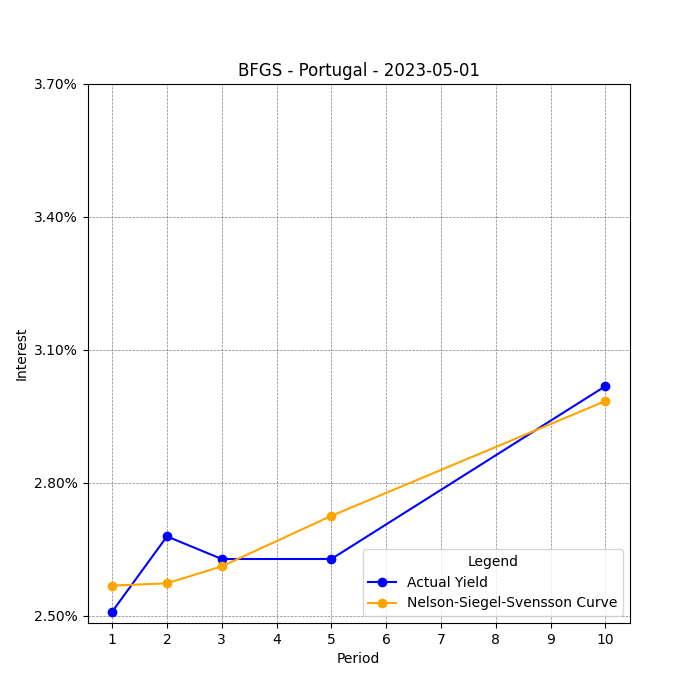 BFGS - Portugal - 2023-05-01
3.70%
3.40%
3.10%
2.80%
2.50%
Interest
Legend
Actual Yield
Nelson-Siegel-Svensson Curve
1 2 3 4 5 6 7 8 9 10
Period